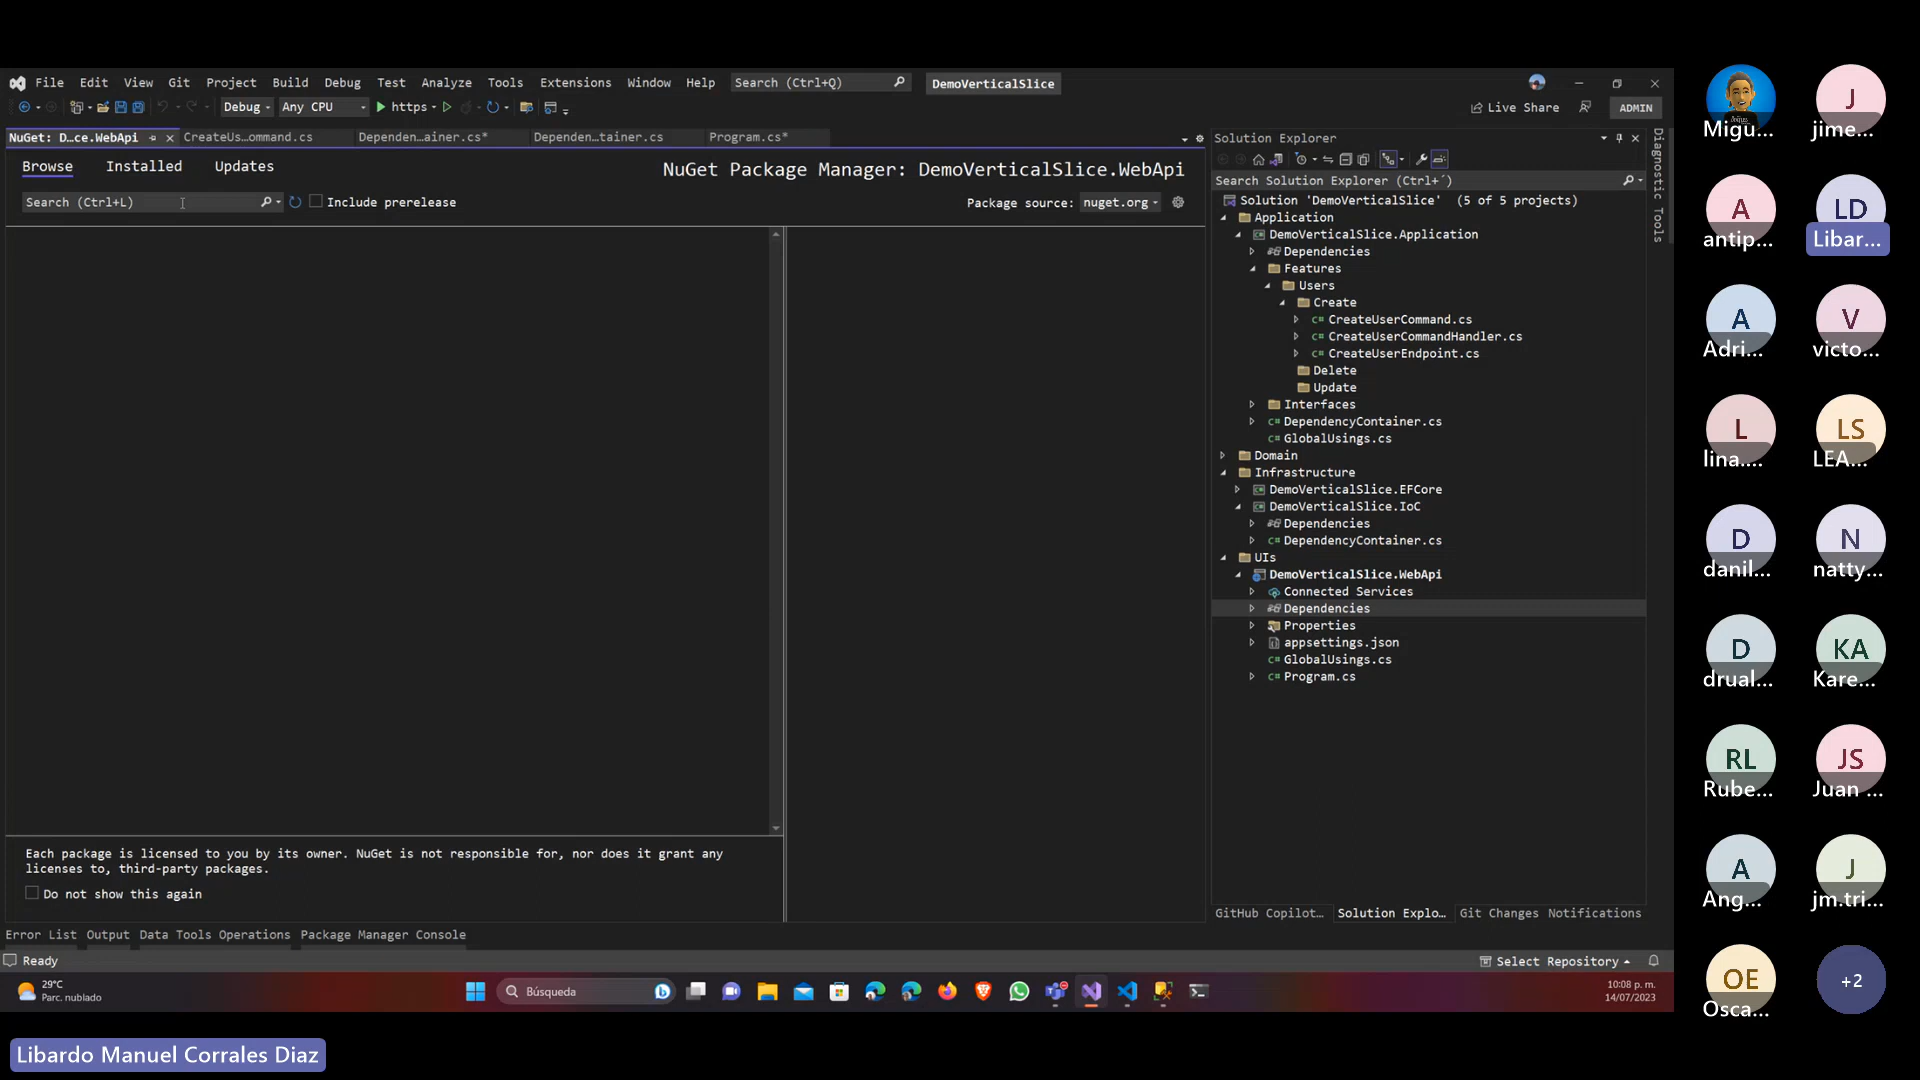 File Edit View Git Project Build Debug Test Analyze Tools Extensions Window Help Search (Ctrl+Q) DemoVerticalSlice
Debug Any CPU https Live Share ADMIN
NuGet: D...ce.WebApi CreateUs...ommand.cs Dependen...ainer.cs* Dependen...tainer.cs Program.cs*
Browse Installed Updates NuGet Package Manager: DemoVerticalSlice.WebApi
Search (Ctrl+L) Include prerelease Package source: nuget.org
Each package is licensed to you by its owner. NuGet is not responsible for, nor does it grant any
licenses to, third-party packages.
Do not show this again
Solution Explorer
Search Solution Explorer (Ctrl+´)
Solution 'DemoVerticalSlice' (5 of 5 projects)
Application
DemoVerticalSlice.Application
Dependencies
Features
Users
Create
CreateUserCommand.cs
CreateUserCommandHandler.cs
CreateUserEndpoint.cs
Delete
Update
Interfaces
DependencyContainer.cs
GlobalUsings.cs
Domain
Infrastructure
DemoVerticalSlice.EFCore
DemoVerticalSlice.IoC
Dependencies
DependencyContainer.cs
UIs
DemoVerticalSlice.WebApi
Connected Services
Dependencies
Properties
appsettings.json
GlobalUsings.cs
Program.cs
GitHub Copilot... Solution Explo... Git Changes Notifications
Diagnostic Tools
Error List Output Data Tools Operations Package Manager Console
Ready Select Repository
29°C
Parc. nublado
Búsqueda
10:08 p. m.
14/07/2023
Libardo Manuel Corrales Diaz
Migu...
J
jime...
A
antip...
LD
Libar...
A
Adri...
V
victo...
L
lina....
LS
LEA...
D
danil...
N
natty...
D
drual...
KA
Kare...
RL
Rube...
JS
Juan ...
A
Ang...
J
jm.tri...
OE
Osca...
+2